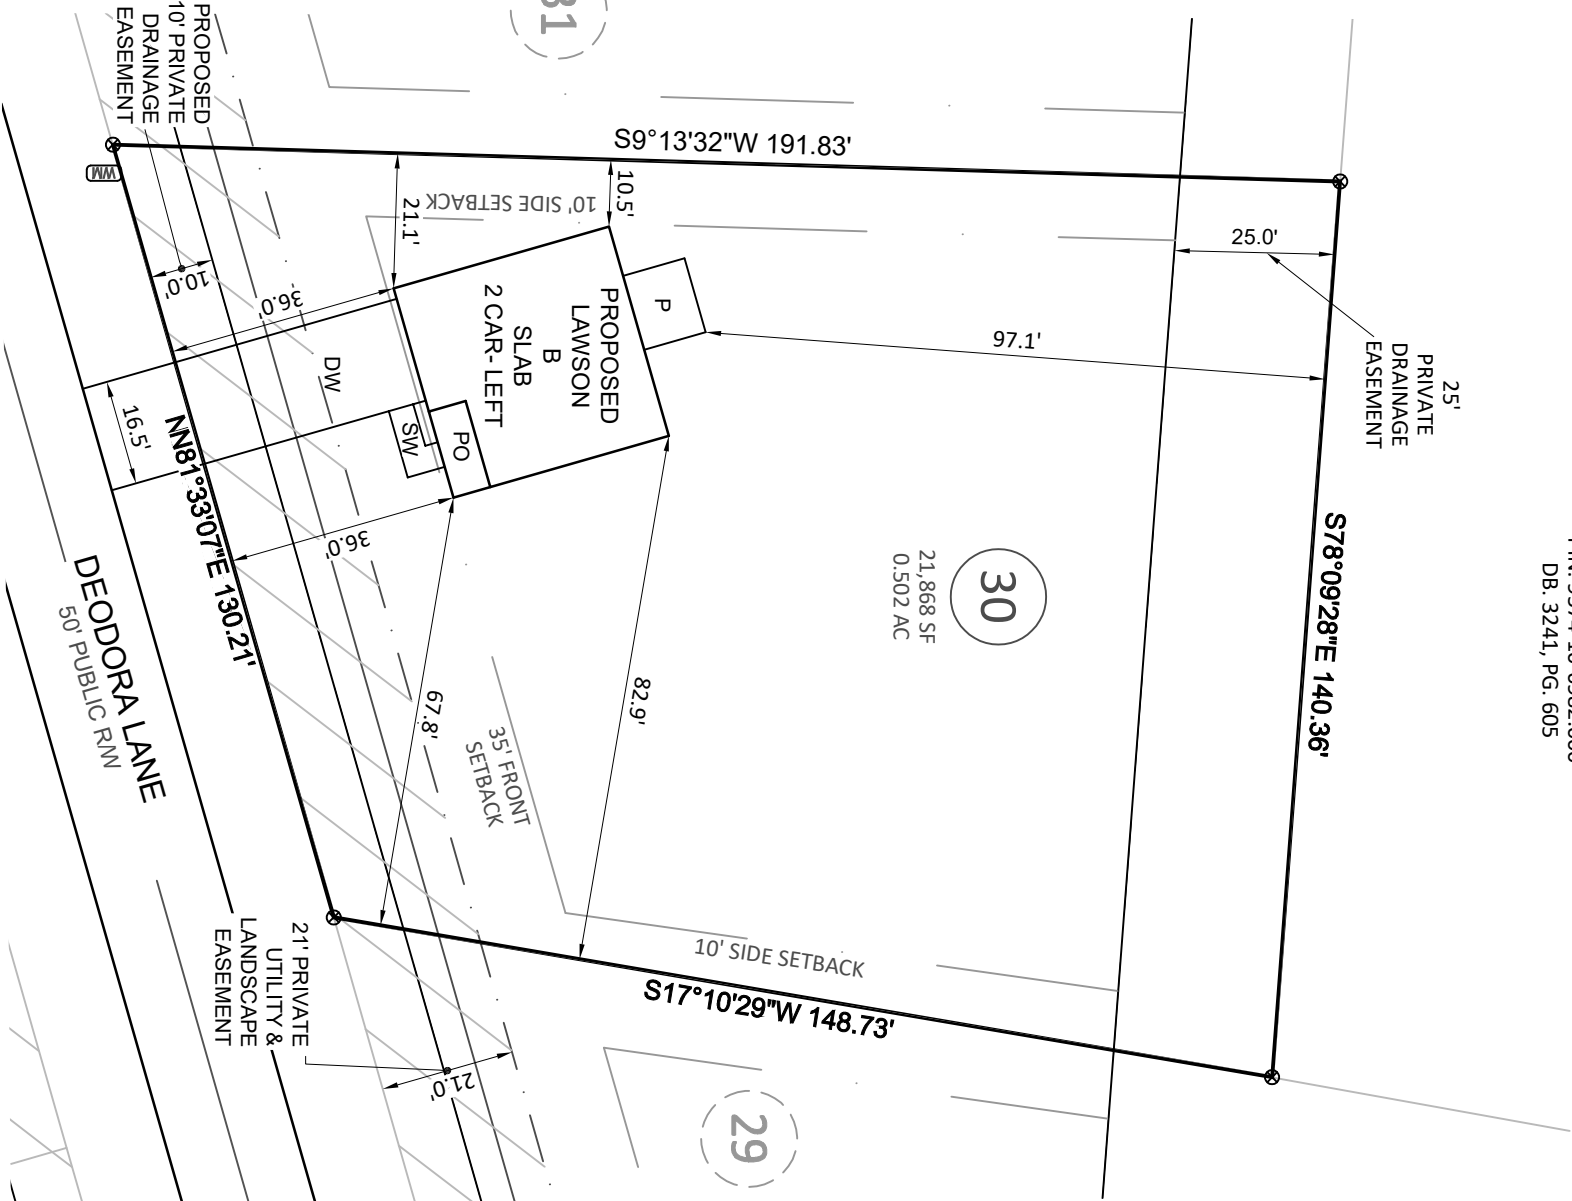 31
PROPOSED
10' PRIVATE
DRAINAGE
EASEMENT
WM
S9°13'32"W 191.83'
10' SIDE SETBACK
10.5'
21.1'
25.0'
25'
PRIVATE
DRAINAGE
EASEMENT
10.0'
36.0'
PROPOSED
LAWSON
B
SLAB
2 CAR- LEFT
P
97.1'
DW
16.5'
SW
PO
36.0'
NN81°33'07"E 130.21'
DEODORA LANE
50' PUBLIC R/W
30
21,868 SF
0.502 AC
S78°09'28"E 140.36'
DB. 3241, PG. 605
82.9'
67.8'
35' FRONT
SETBACK
10' SIDE SETBACK
S17°10'29"W 148.73'
21' PRIVATE
UTILITY &
LANDSCAPE
EASEMENT
21.0'
29